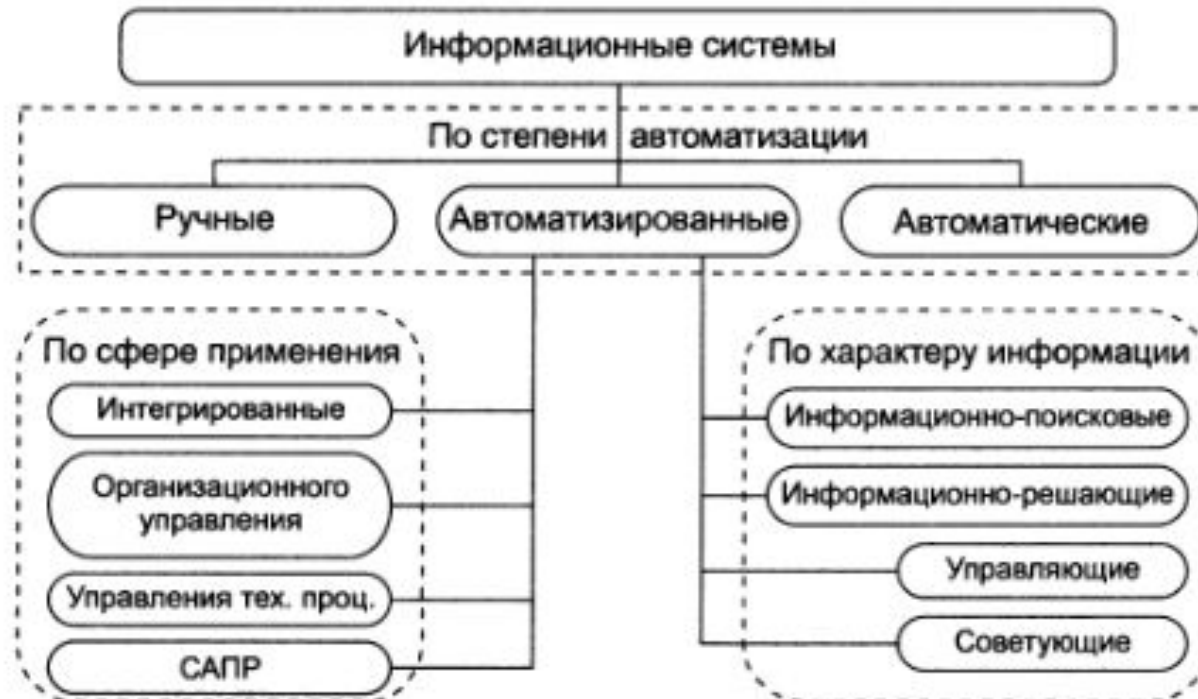 Информационные системы
По степени автоматизации
Ручные
Автоматизированные
Автоматические
По сфере применения
Интегрированные
Организационного
управления
Управления тех. проц.
САПР
По характеру информации
Информационно-поисковые
Информационно-решающие
Управляющие
Советующие